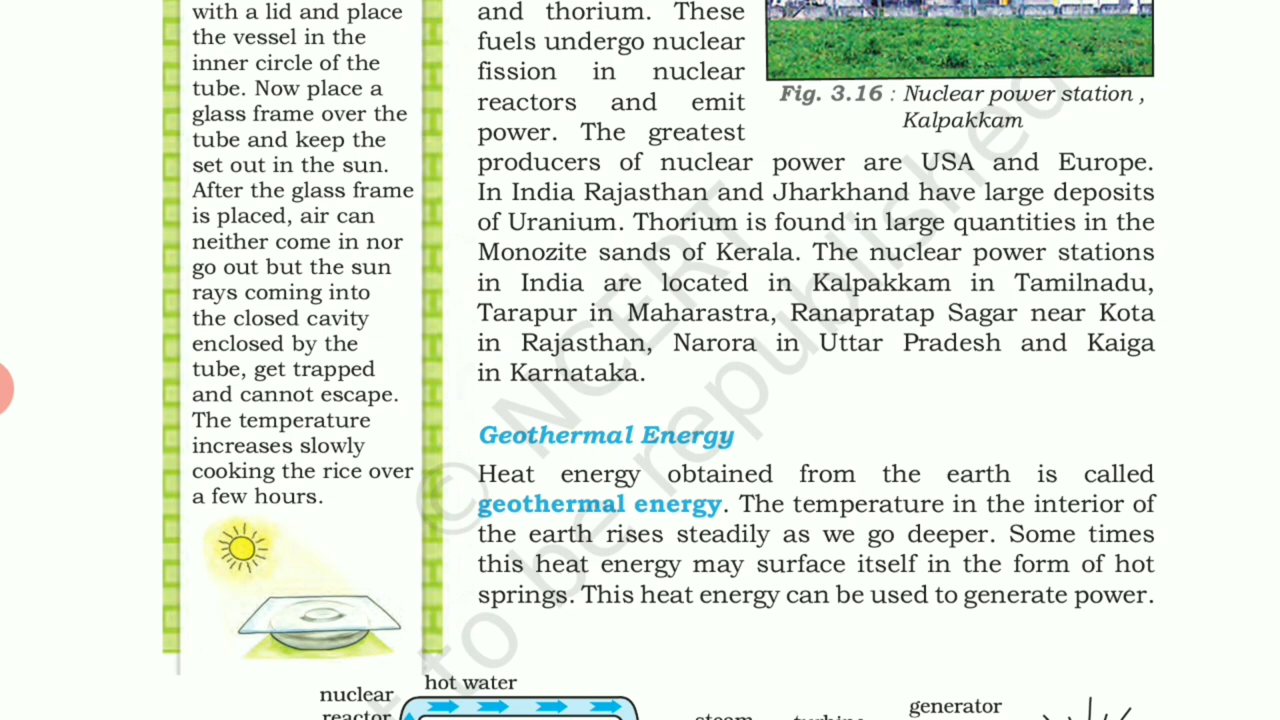 with a lid and place
the vessel in the
inner circle of the
tube. Now place a
glass frame over the
tube and keep the
set out in the sun.
After the glass frame
is placed, air can
neither come in nor
go out but the sun
rays coming into
the closed cavity
enclosed by the
tube, get trapped
and cannot escape.
The temperature
increases slowly
cooking the rice over
a few hours.
and thorium. These
fuels undergo nuclear
fission in nuclear
reactors and emit
power. The greatest
producers of nuclear power are USA and Europe.
In India Rajasthan and Jharkhand have large deposits
of Uranium. Thorium is found in large quantities in the
Monozite sands of Kerala. The nuclear power stations
in India are located in Kalpakkam in Tamilnadu,
Tarapur in Maharastra, Ranapratap Sagar near Kota
in Rajasthan, Narora in Uttar Pradesh and Kaiga
in Karnataka.
Fig. 3.16 : Nuclear power station ,
Kalpakkam
Geothermal Energy
Heat energy obtained from the earth is called
geothermal energy. The temperature in the interior of
the earth rises steadily as we go deeper. Some times
this heat energy may surface itself in the form of hot
springs. This heat energy can be used to generate power.
nuclear
reactor
hot water
steam
turbine
generator
© NCERT
to be republished